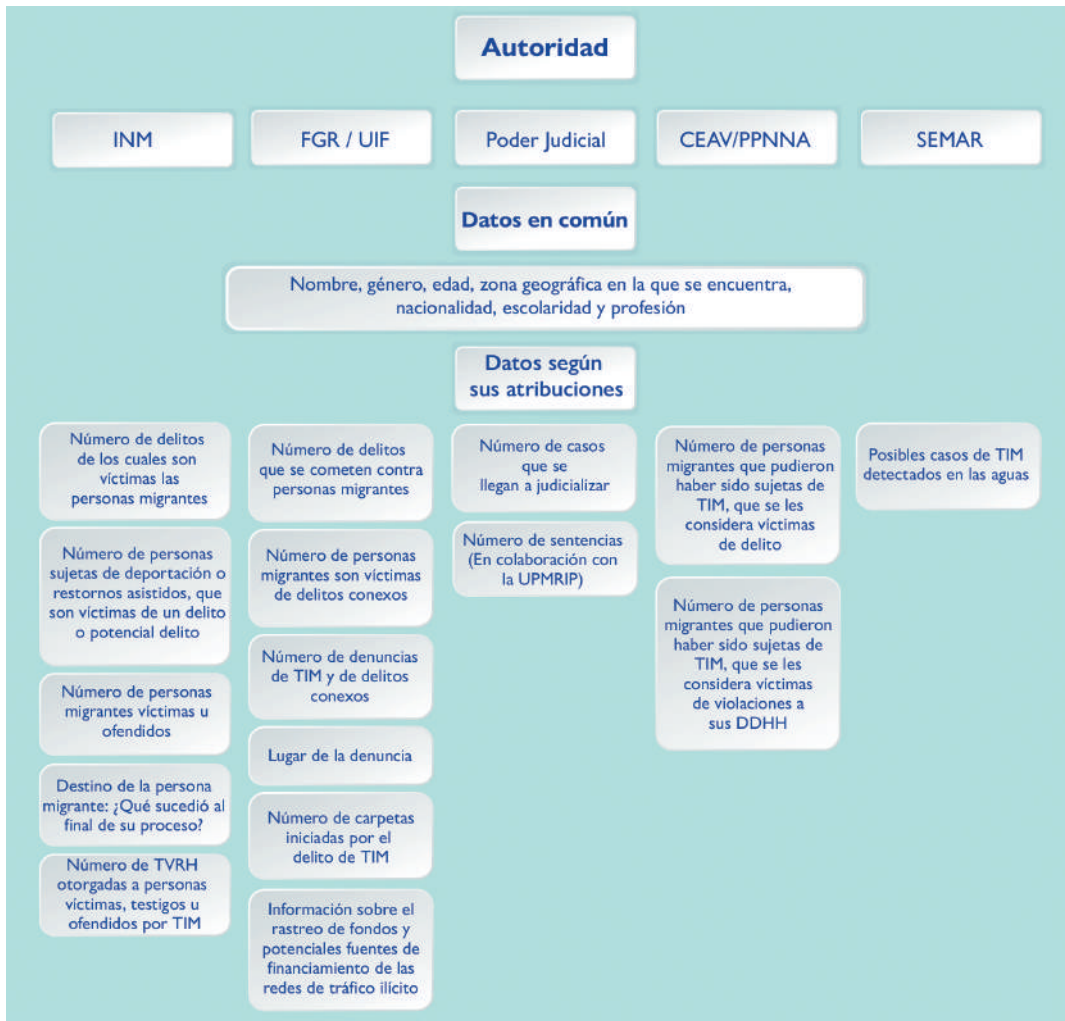 Autoridad
INM
FGR / UIF
Poder Judicial
CEAV/PPNNA
SEMAR
Datos en común
Nombre, género, edad, zona geográfica en la que se encuentra,
nacionalidad, escolaridad y profesión
Datos según
sus atribuciones
Número de delitos
de los cuales son
víctimas las
personas migrantes
Número de personas
sujetas de deportación o
restornos asistidos, que
son víctimas de un delito
o potencial delito
Número de personas
migrantes víctimas u
ofendidos
Destino de la persona
migrante: ¿Qué sucedió al
final de su proceso?
Número de TVRH
otorgadas a personas
víctimas, testigos u
ofendidos por TIM
Número de delitos
que se cometen contra
personas migrantes
Número de personas
migrantes son víctimas
de delitos conexos
Número de denuncias
de TIM y de delitos
conexos
Lugar de la denuncia
Número de carpetas
iniciadas por el
delito de TIM
Información sobre el
rastreo de fondos y
potenciales fuentes de
financiamiento de las
redes de tráfico ilícito
Número de casos
que se
llegan a judicializar
Número de sentencias
(En colaboración con
la UPMRIP)
Número de personas
migrantes que pudieron
haber sido sujetas de
TIM, que se les
considera víctimas
de delito
Número de personas
migrantes que pudieron
haber sido sujetas de
TIM, que se les
considera víctimas
de violaciones a
sus DDHH
Posibles casos de TIM
detectados en las aguas